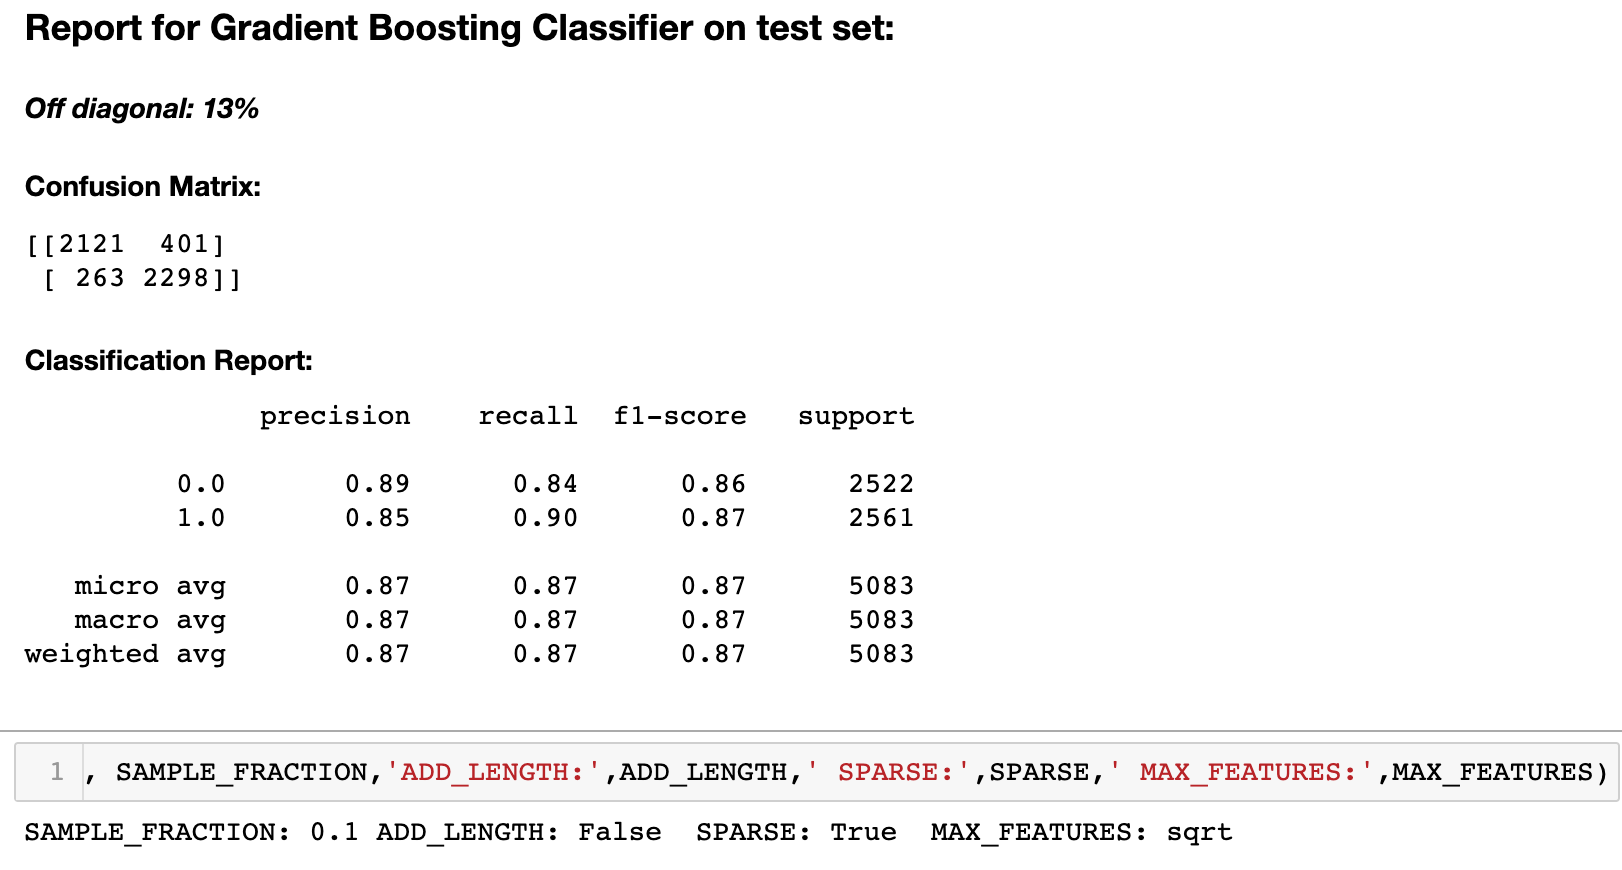 Report for Gradient Boosting Classifier on test set:
Off diagonal: 13%
Confusion Matrix:
[[2121  401]
 [ 263 2298]]
Classification Report:
              precision    recall  f1-score   support
         0.0       0.89      0.84      0.86      2522
         1.0       0.85      0.90      0.87      2561
   micro avg       0.87      0.87      0.87      5083
   macro avg       0.87      0.87      0.87      5083
weighted avg       0.87      0.87      0.87      5083
1 , SAMPLE_FRACTION,'ADD_LENGTH:',ADD_LENGTH,' SPARSE:',SPARSE,' MAX_FEATURES:',MAX_FEATURES)
SAMPLE_FRACTION: 0.1 ADD_LENGTH: False  SPARSE: True  MAX_FEATURES: sqrt